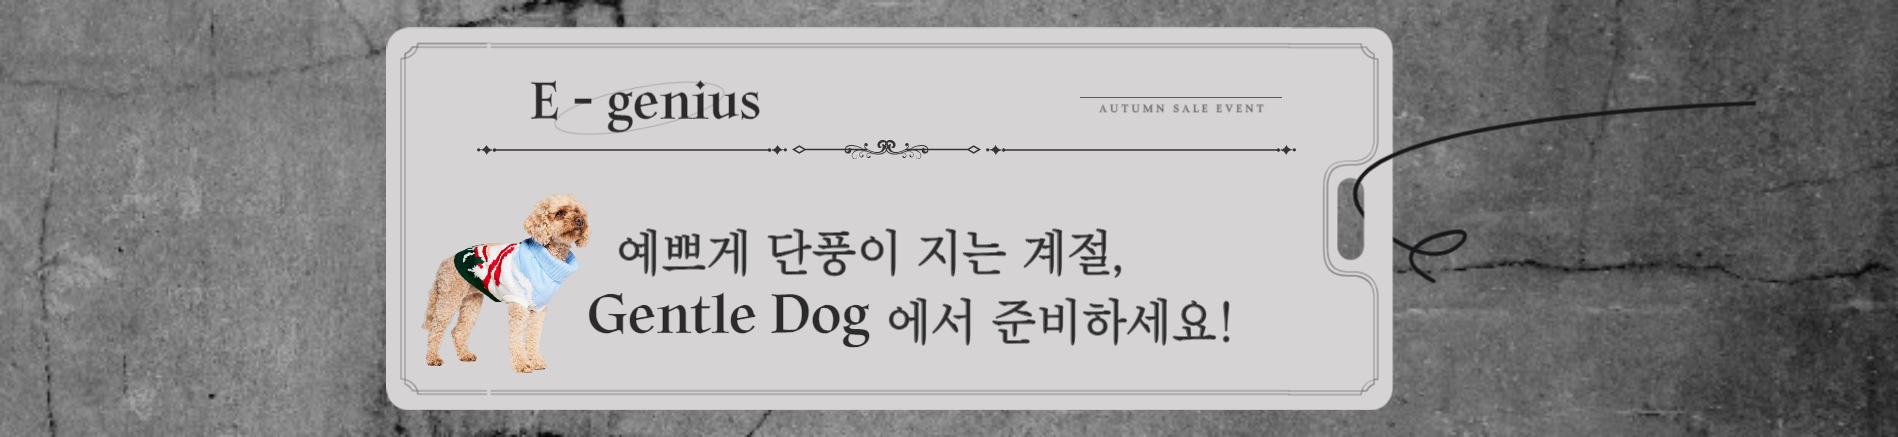 E - genius
AUTUMN SALE EVENT
예쁘게 단풍이 지는 계절,
Gentle Dog 에서 준비하세요!